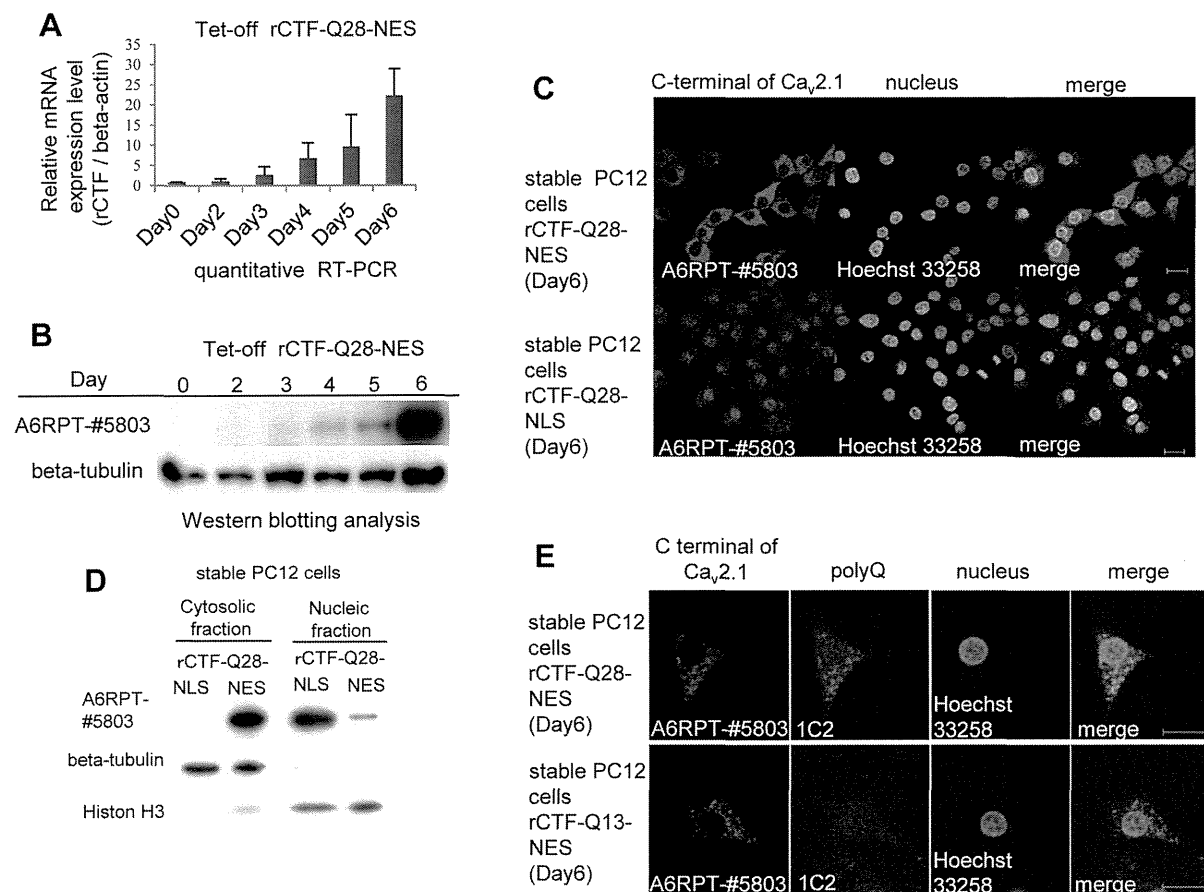 A
Tet-off rCTF-Q28-NES
Relative mRNA
expression level
(rCTF / beta-actin)
35
30
25
20
15
10
5
0
Day0
Day2
Day3
Day4
Day5
Day6
quantitative RT-PCR
B
Tet-off rCTF-Q28-NES
Day 0 2 3 4 5 6
A6RPT-#5803
beta-tubulin
Western blotting analysis
C
C-terminal of Cav2.1 nucleus merge
stable PC12
cells
rCTF-Q28-
NES
(Day6)
A6RPT-#5803 Hoechst 33258 merge
stable PC12
cells
rCTF-Q28-
NLS
(Day6)
A6RPT-#5803 Hoechst 33258 merge
D
stable PC12 cells
Cytosolic
fraction
Nucleic
fraction
rCTF-Q28- rCTF-Q28-
NLS NES NLS NES
A6RPT-
#5803
beta-tubulin
Histon H3
E
C terminal of
Cav2.1 polyQ nucleus merge
stable PC12
cells
rCTF-Q28-
NES
(Day6)
A6RPT-#5803 1C2 Hoechst
33258 merge
stable PC12
cells
rCTF-Q13-
NES
(Day6)
A6RPT-#5803 1C2 Hoechst
33258 merge